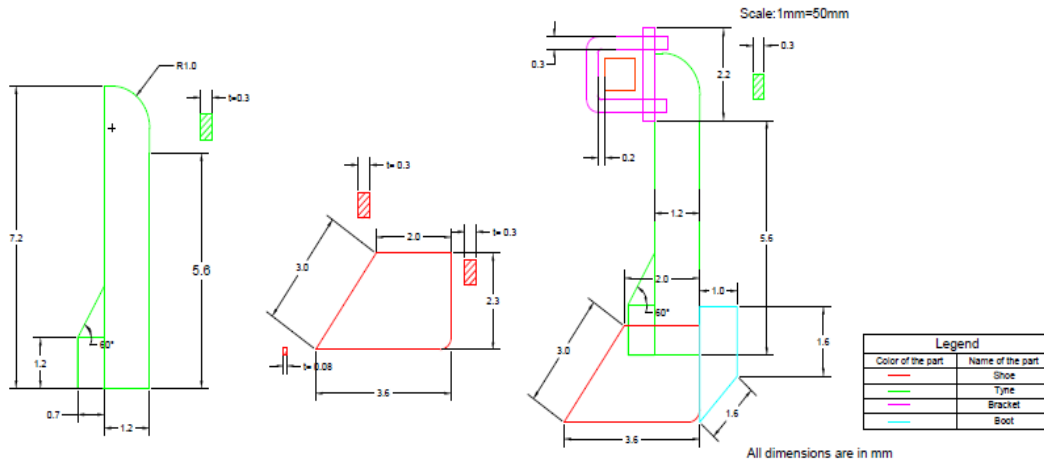 Scale:1mm=50mm
R1.0
t=0.3
7.2
5.6
60°
1.2
0.7
1.2
t= 0.3
2.0
t= 0.3
3.0
2.3
t= 0.08
3.6
0.3
0.3
2.2
0.2
1.2
5.6
2.0
1.0
60°
3.0
1.6
1.6
3.6
Legend
Color of the part Name of the part
Shoe
Tyne
Bracket
Boot
All dimensions are in mm